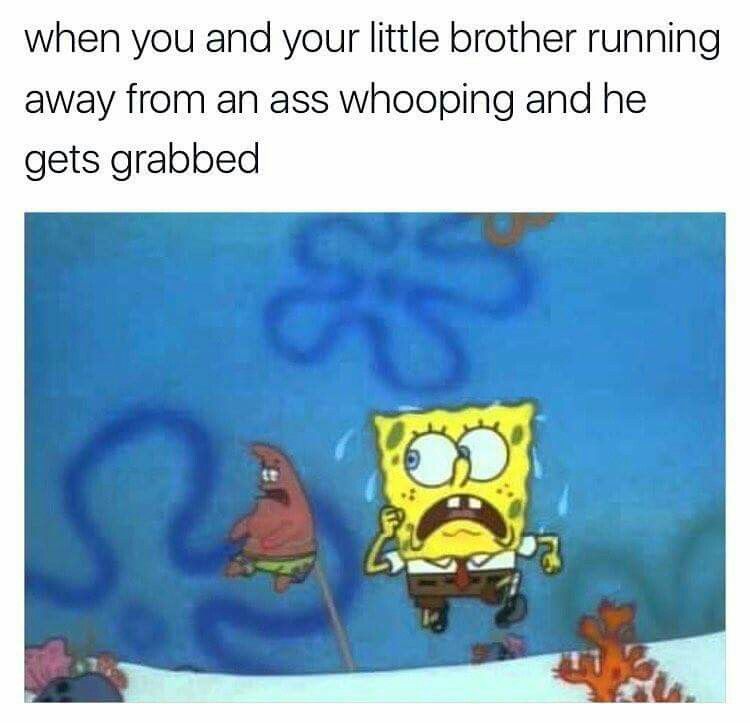 when you and your little brother running
away from an ass whooping and he
gets grabbed